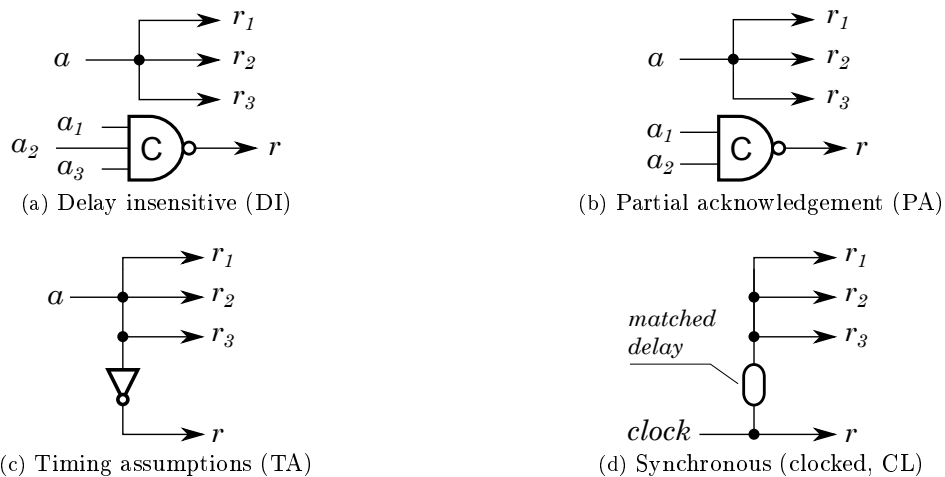 r1
a r2
r3
a1
a2 C r
a3
(a) Delay insensitive (DI)
r1
a r2
r3
a1
C r
a2
(b) Partial acknowledgement (PA)
r1
a r2
r3
r
(c) Timing assumptions (TA)
r1
r2
matched
delay
r3
clock r
(d) Synchronous (clocked, CL)